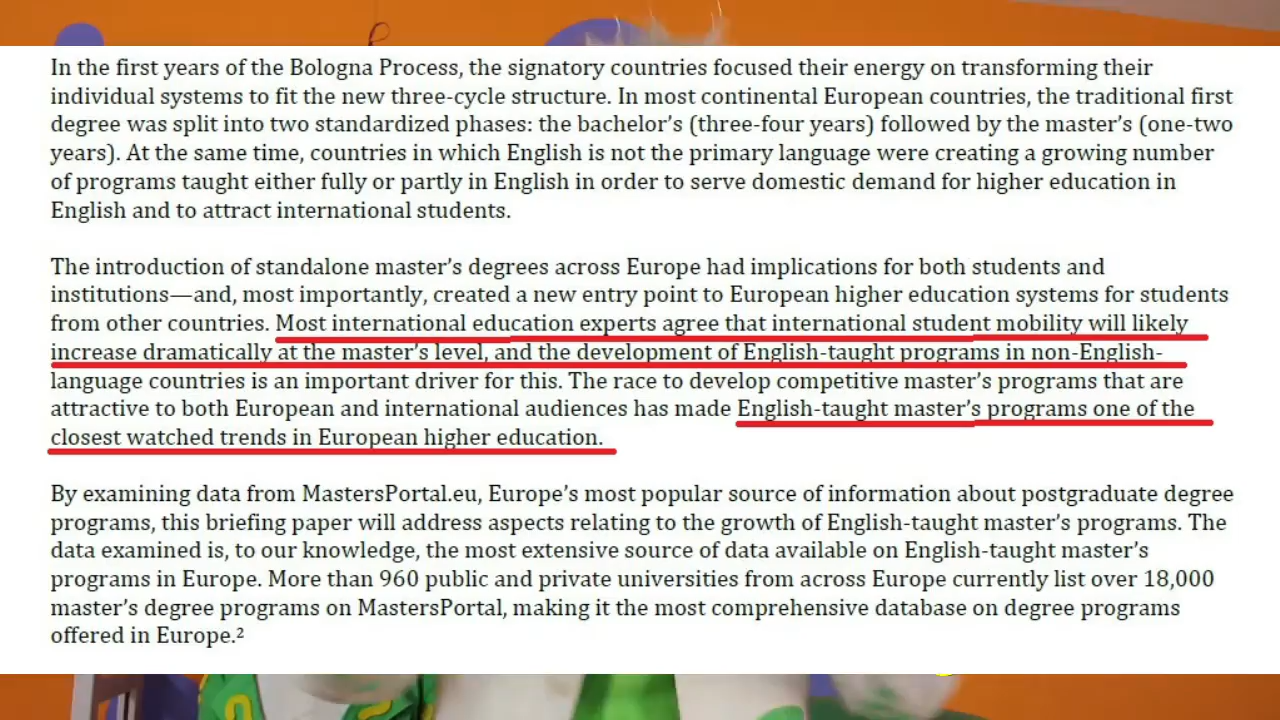 In the first years of the Bologna Process, the signatory countries focused their energy on transforming their
individual systems to fit the new three-cycle structure. In most continental European countries, the traditional first
degree was split into two standardized phases: the bachelor’s (three-four years) followed by the master’s (one-two
years). At the same time, countries in which English is not the primary language were creating a growing number
of programs taught either fully or partly in English in order to serve domestic demand for higher education in
English and to attract international students.
The introduction of standalone master’s degrees across Europe had implications for both students and
institutions—and, most importantly, created a new entry point to European higher education systems for students
from other countries. Most international education experts agree that international student mobility will likely
increase dramatically at the master’s level, and the development of English-taught programs in non-English-
language countries is an important driver for this. The race to develop competitive master’s programs that are
attractive to both European and international audiences has made English-taught master’s programs one of the
closest watched trends in European higher education.
By examining data from MastersPortal.eu, Europe’s most popular source of information about postgraduate degree
programs, this briefing paper will address aspects relating to the growth of English-taught master’s programs. The
data examined is, to our knowledge, the most extensive source of data available on English-taught master’s
programs in Europe. More than 960 public and private universities from across Europe currently list over 18,000
master’s degree programs on MastersPortal, making it the most comprehensive database on degree programs
offered in Europe.²